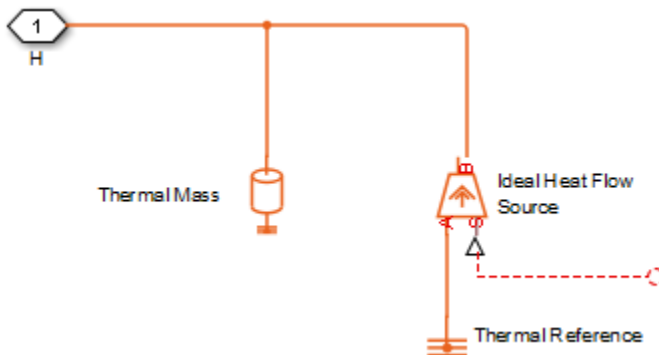 1
H
B
Thermal Mass
Ideal Heat Flow
Source
A
S
Thermal Reference